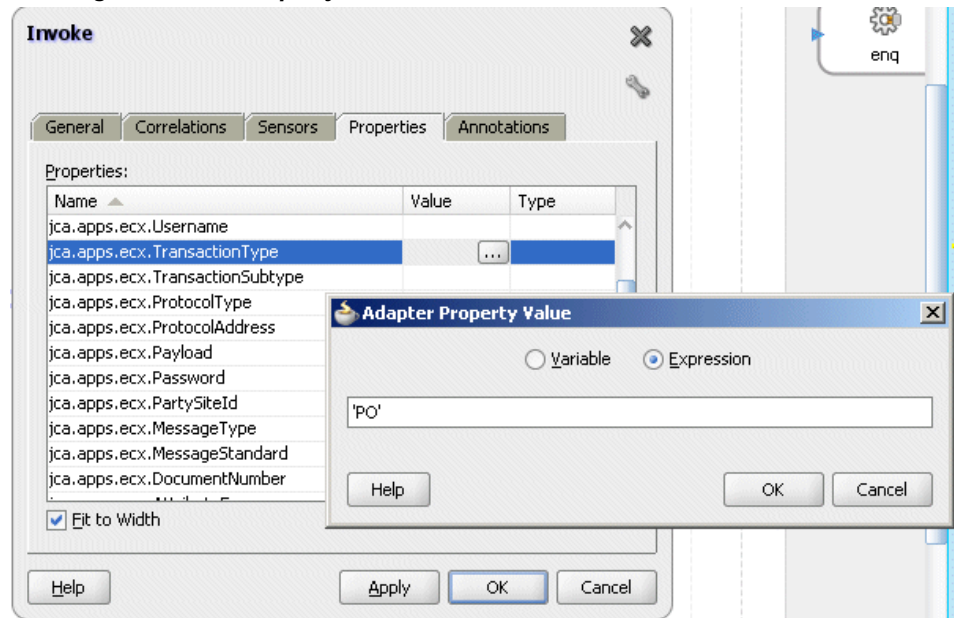 Invoke
enq
General Correlations Sensors Properties Annotations
Properties:
Name Value Type
jca.apps.ecx.Username
jca.apps.ecx.TransactionType ...
jca.apps.ecx.TransactionSubtype
jca.apps.ecx.ProtocolType
jca.apps.ecx.ProtocolAddress
jca.apps.ecx.Payload
jca.apps.ecx.Password
jca.apps.ecx.PartySiteId
jca.apps.ecx.MessageType
jca.apps.ecx.MessageStandard
jca.apps.ecx.DocumentNumber
Fit to Width
Help Apply OK Cancel
Adapter Property Value
Variable Expression
'PO'
Help OK Cancel